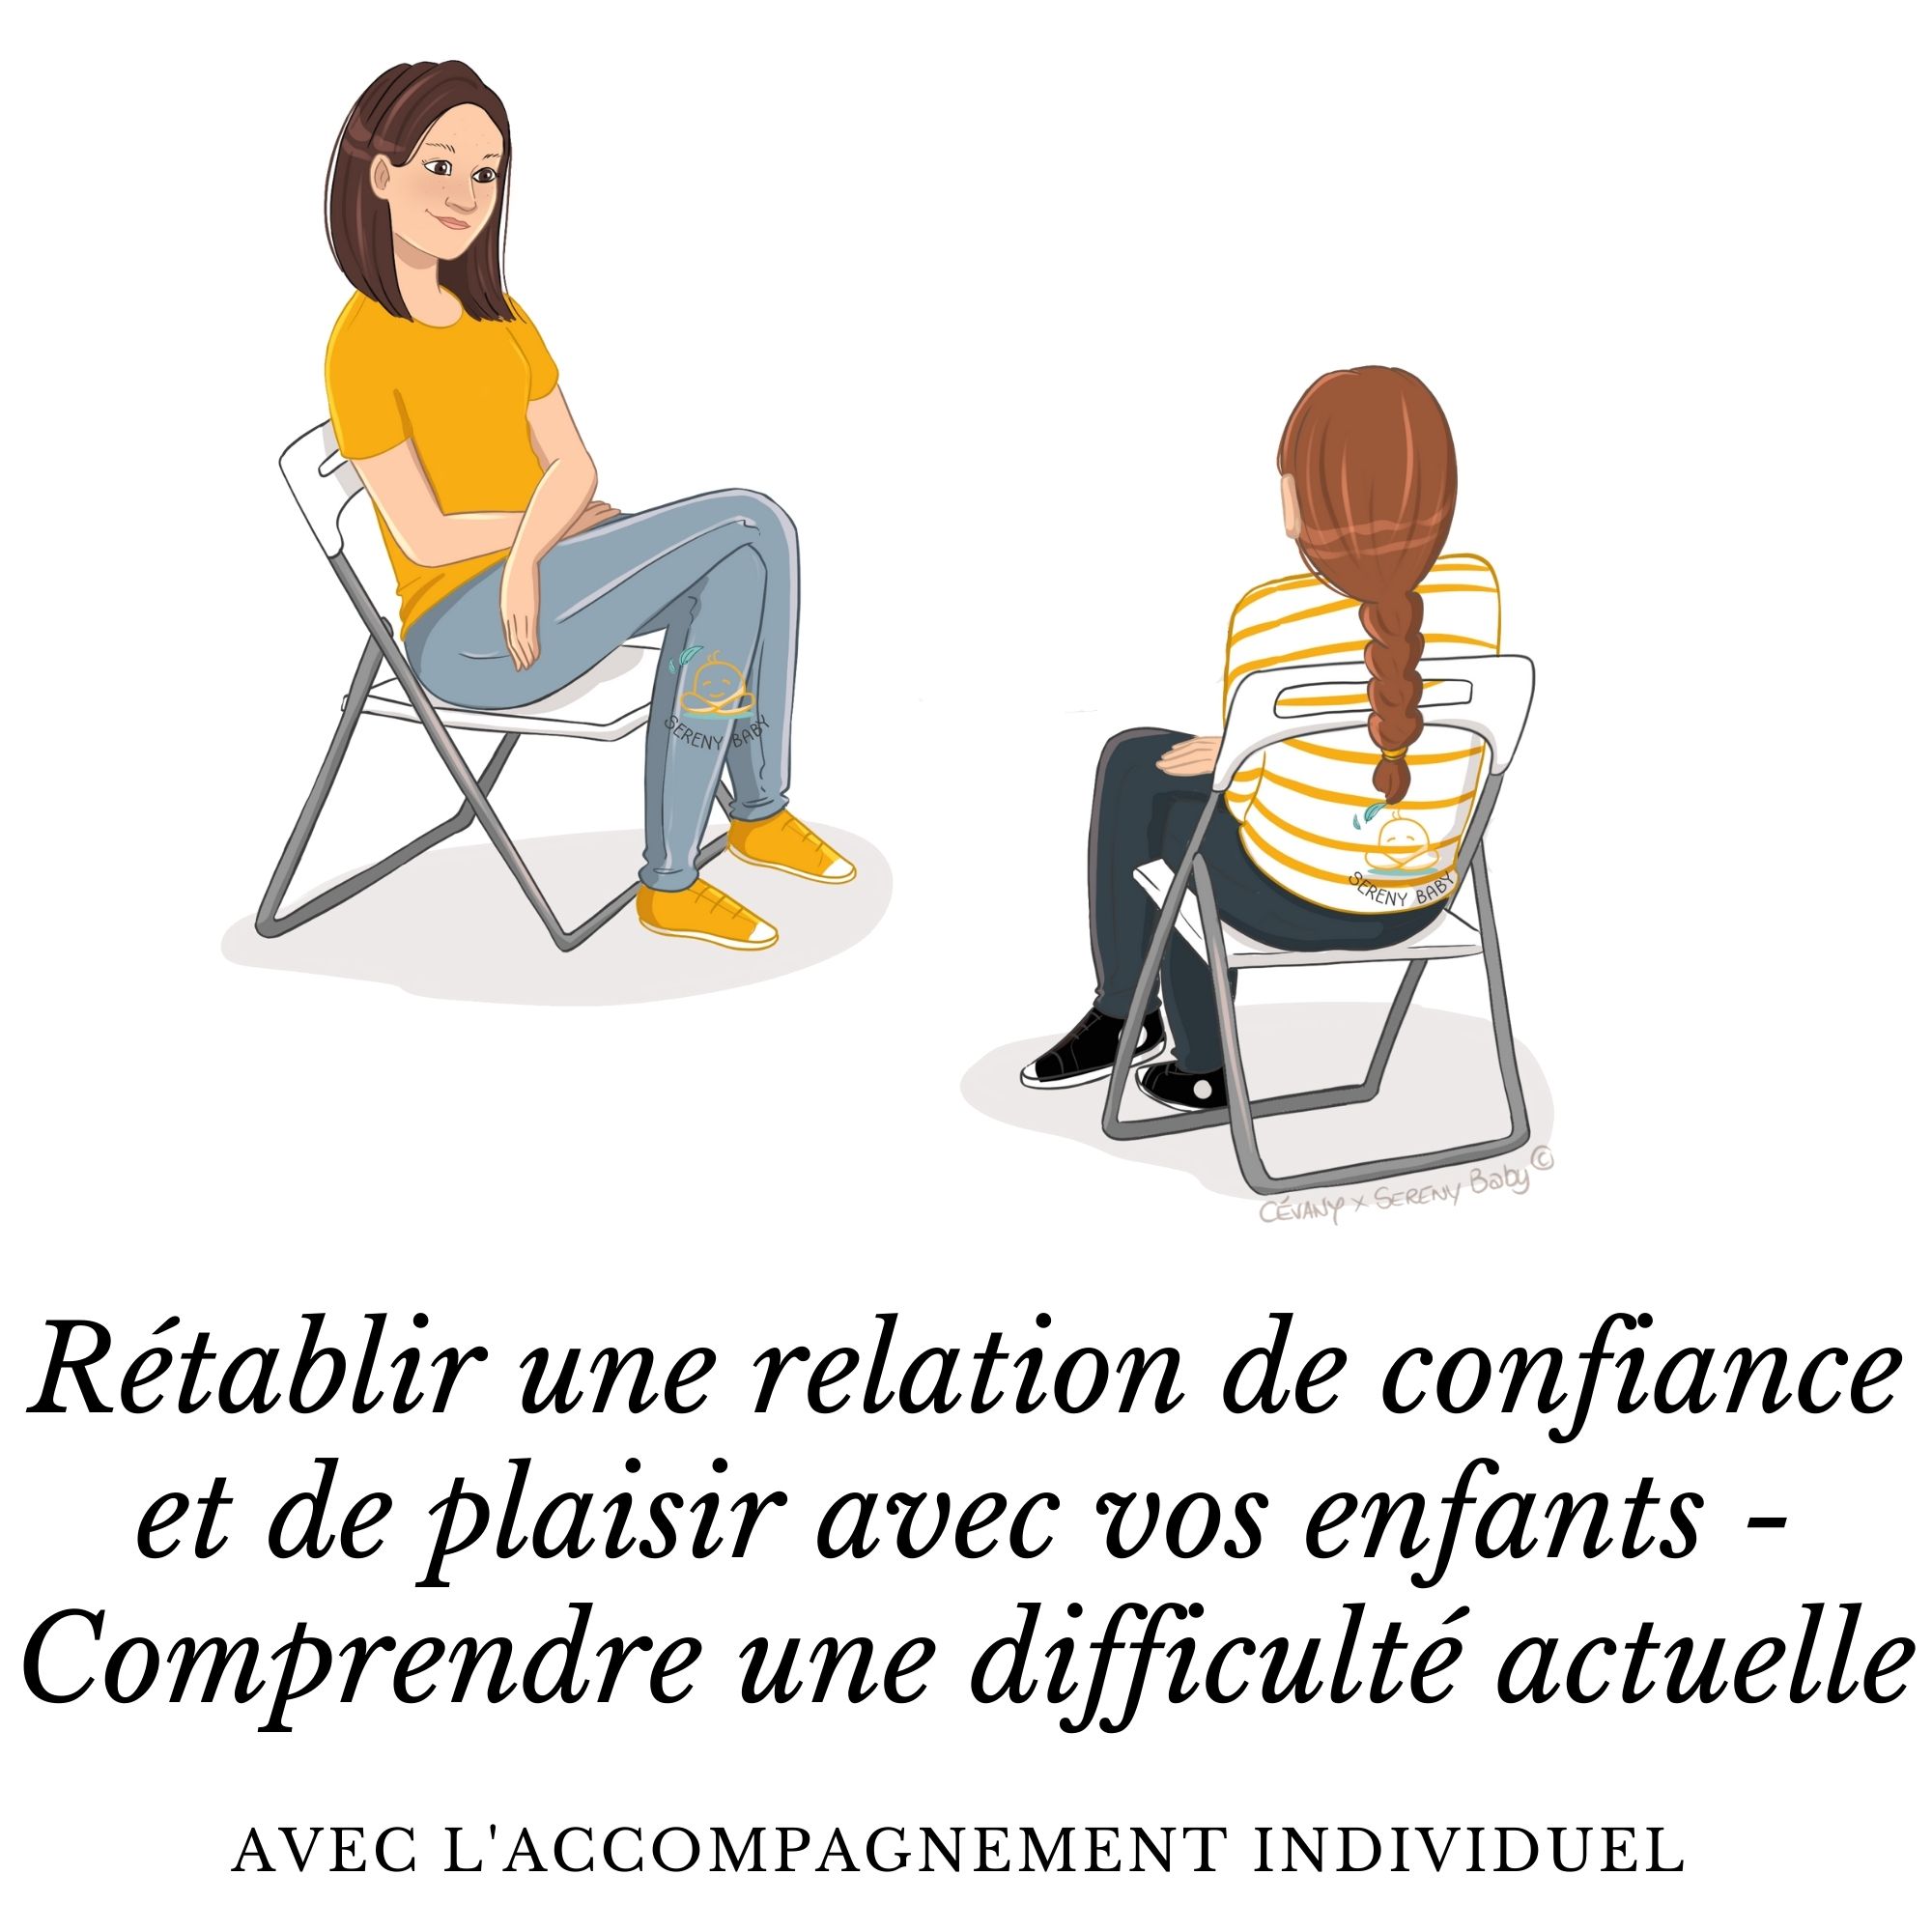 SERENY BABY
SERENY BABY
CÉVANY x SERENY Baby ©
Rétablir une relation de confiance
et de plaisir avec vos enfants -
Comprendre une difficulté actuelle
AVEC L'ACCOMPAGNEMENT INDIVIDUEL